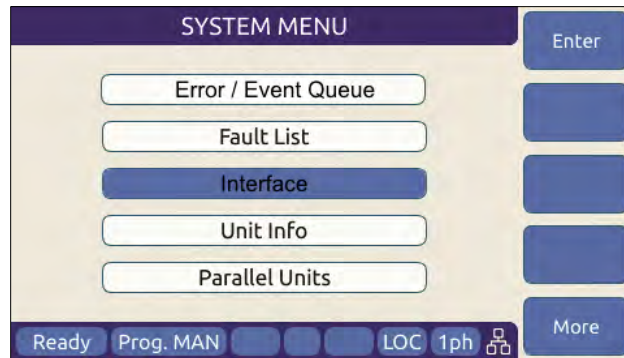 SYSTEM MENU
Enter
Error / Event Queue
Fault List
Interface
Unit Info
Parallel Units
More
Ready Prog. MAN LOC 1ph